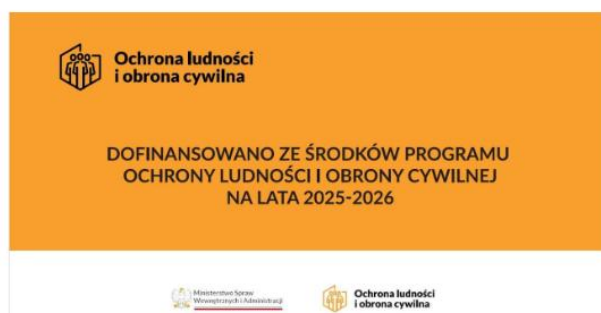 Ochrona ludności
i obrona cywilna
DOFINANSOWANO ZE ŚRODKÓW PROGRAMU
OCHRONY LUDNOŚCI I OBRONY CYWILNEJ
NA LATA 2025-2026
Ministerstwo Spraw
Wewnętrznych i Administracji
Ochrona ludności
i obrona cywilna